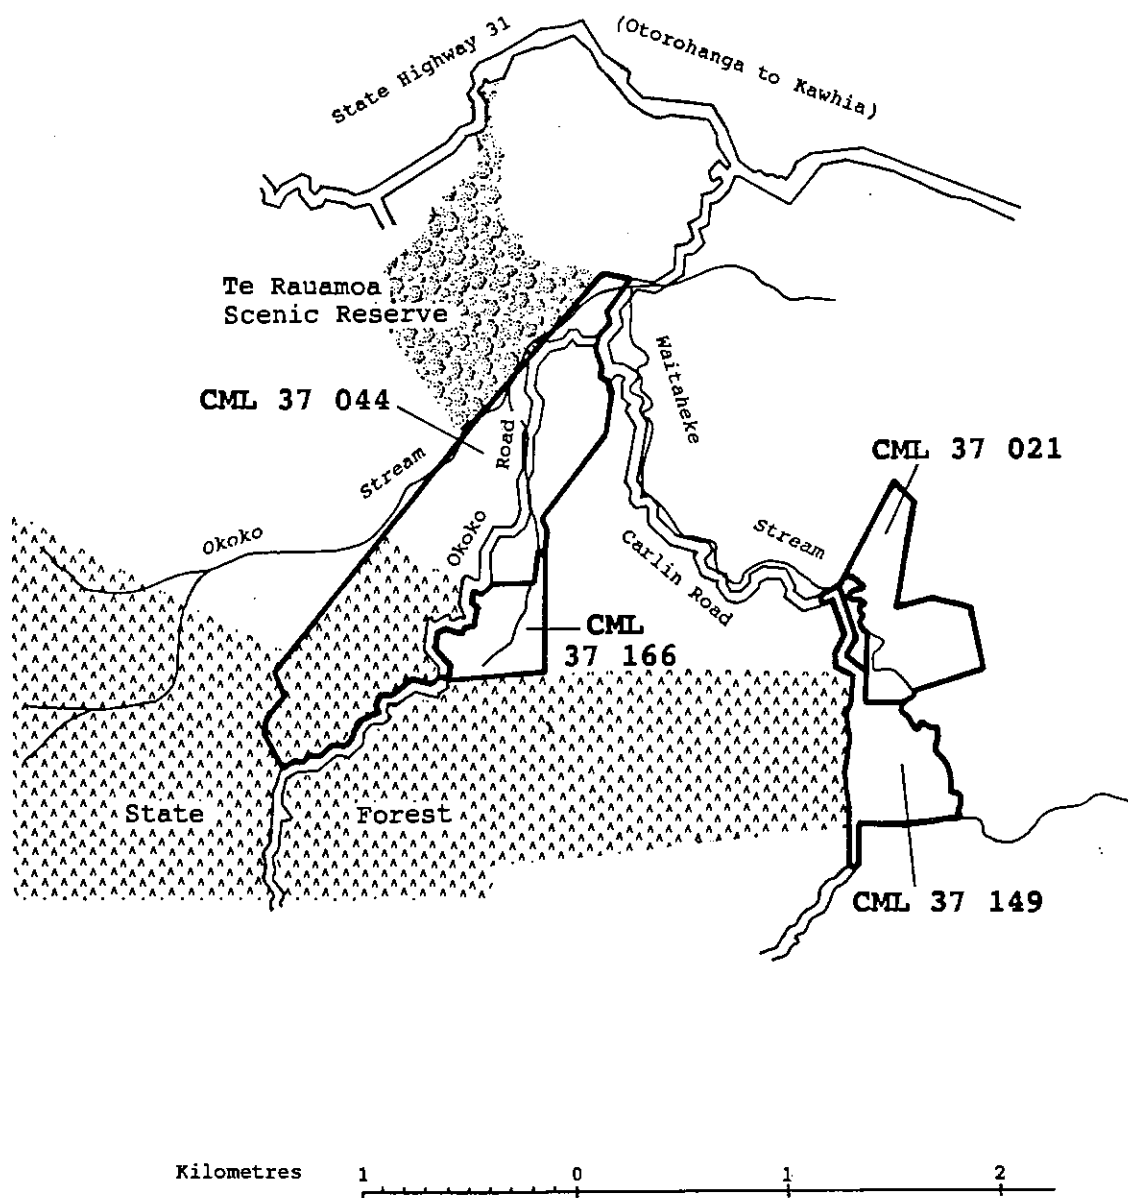 State Highway 31
(Otorohanga to Kawhia)
Te Rauamoa
Scenic Reserve
CML 37 044
Waitaheke
Road
CML 37 021
Stream
Okoko
Okoko
Stream
Carlin Road
CML
37 166
State
Forest
CML 37 149
Kilometres 1 0 1 2